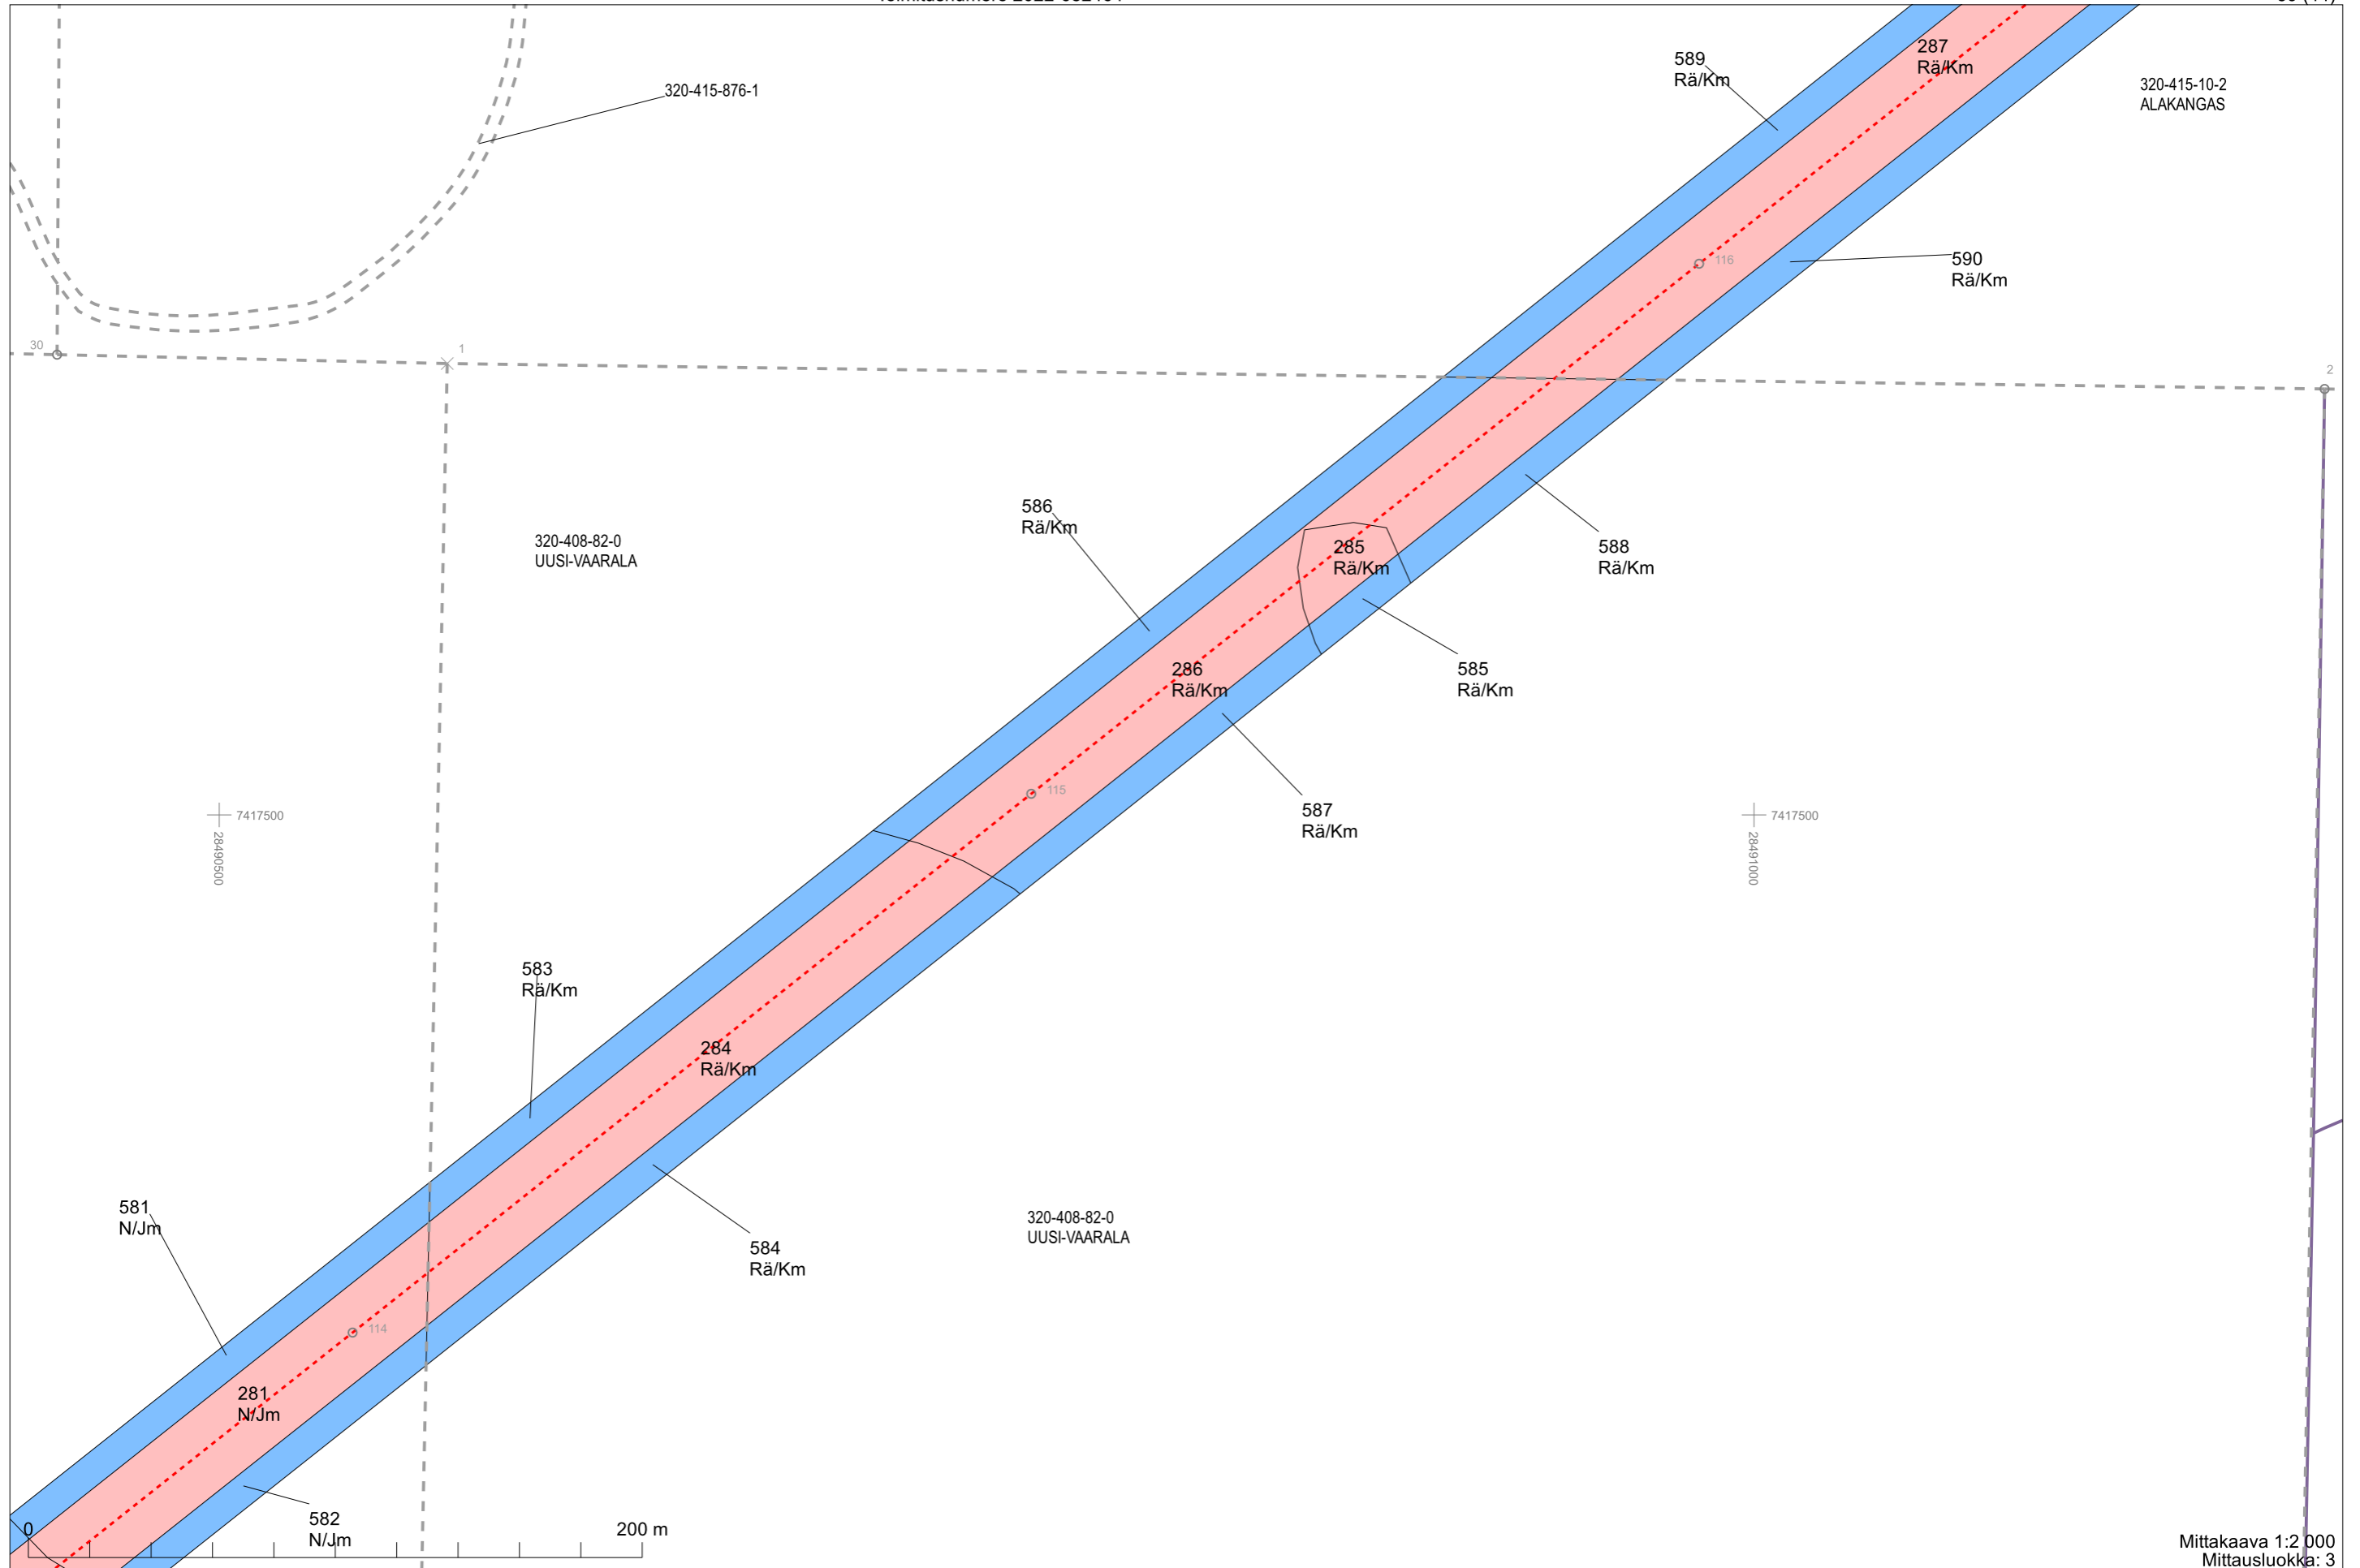 589
Rä/Km
287
Rä/Km
320-415-876-1
320-415-10-2
ALAKANGAS
116
590
Rä/Km
30
1
2
586
Rä/Km
320-408-82-0
UUSI-VAARALA
285
Rä/Km
588
Rä/Km
286
Rä/Km
585
Rä/Km
115
7417500
28490500
587
Rä/Km
7417500
28491000
583
Rä/Km
284
Rä/Km
581
N/Jm
320-408-82-0
UUSI-VAARALA
584
Rä/Km
114
281
N/Jm
582
N/Jm
0
200 m
Mittakaava 1:2 000
Mittausluokka: 3